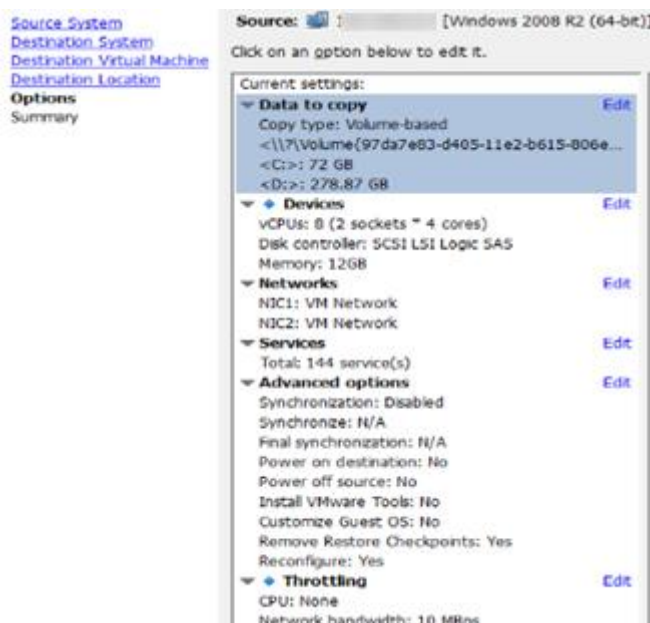 Source System
Destination System
Destination Virtual Machine
Destination Location
Options
Summary
Source: [Windows 2008 R2 (64-bit)]
Click on an option below to edit it.
Current settings:
Data to copy Edit
Copy type: Volume-based
<\\?\Volume{97da7e83-d405-11e2-b615-806e...
<C:>: 72 GB
<D:>: 278.87 GB
Devices Edit
vCPUs: 8 (2 sockets * 4 cores)
Disk controller: SCSI LSI Logic SAS
Memory: 12GB
Networks Edit
NIC1: VM Network
NIC2: VM Network
Services Edit
Total: 144 service(s)
Advanced options Edit
Synchronization: Disabled
Synchronize: N/A
Final synchronization: N/A
Power on destination: No
Power off source: No
Install VMware Tools: No
Customize Guest OS: No
Remove Restore Checkpoints: Yes
Reconfigure: Yes
Throttling Edit
CPU: None
Network bandwidth: 10 MBps